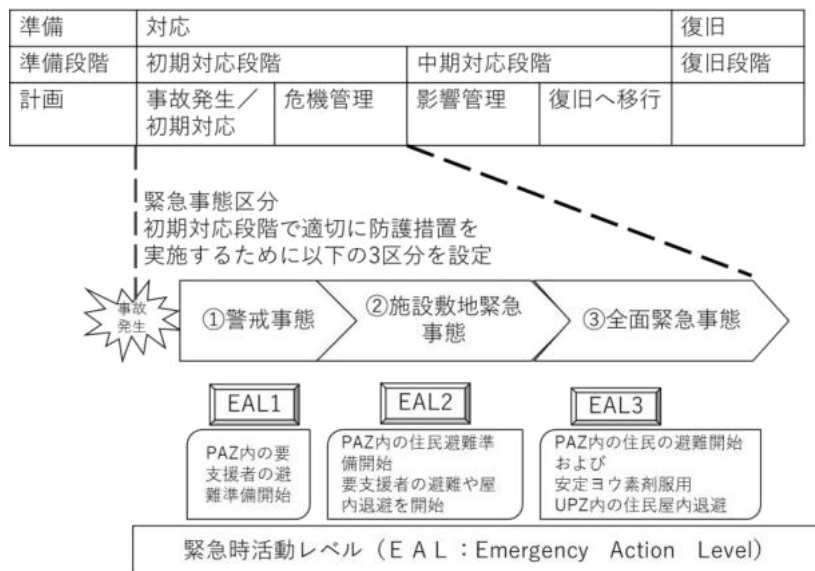 準備 対応 復旧
準備段階 初期対応段階 中期対応段階 復旧段階
計画 事故発生／ 危機管理 影響管理 復旧へ移行
初期対応
緊急事態区分
初期対応段階で適切に防護措置を
実施するために以下の3区分を設定
事故
発生
①警戒事態
②施設敷地緊急
事態
③全面緊急事態
EAL1
EAL2
EAL3
PAZ内の要
支援者の避
難準備開始
PAZ内の住民避難準
備開始
要支援者の避難や屋
内退避を開始
PAZ内の住民の避難開始
および
安定ヨウ素剤服用
UPZ内の住民屋内退避
緊急時活動レベル（ＥＡＬ：Emergency Action Level）